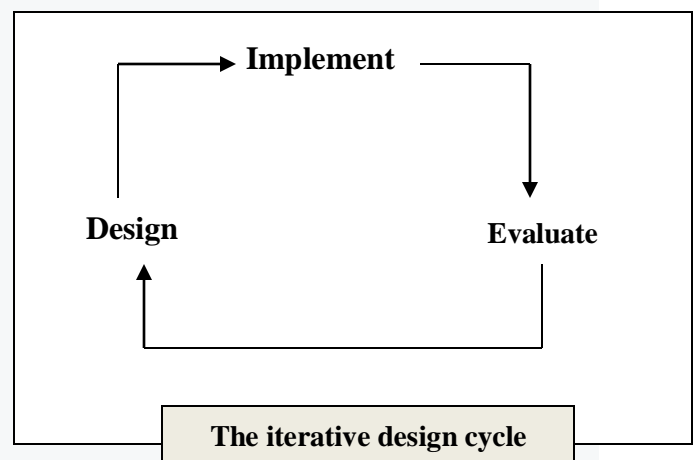 Implement
Design
Evaluate
The iterative design cycle